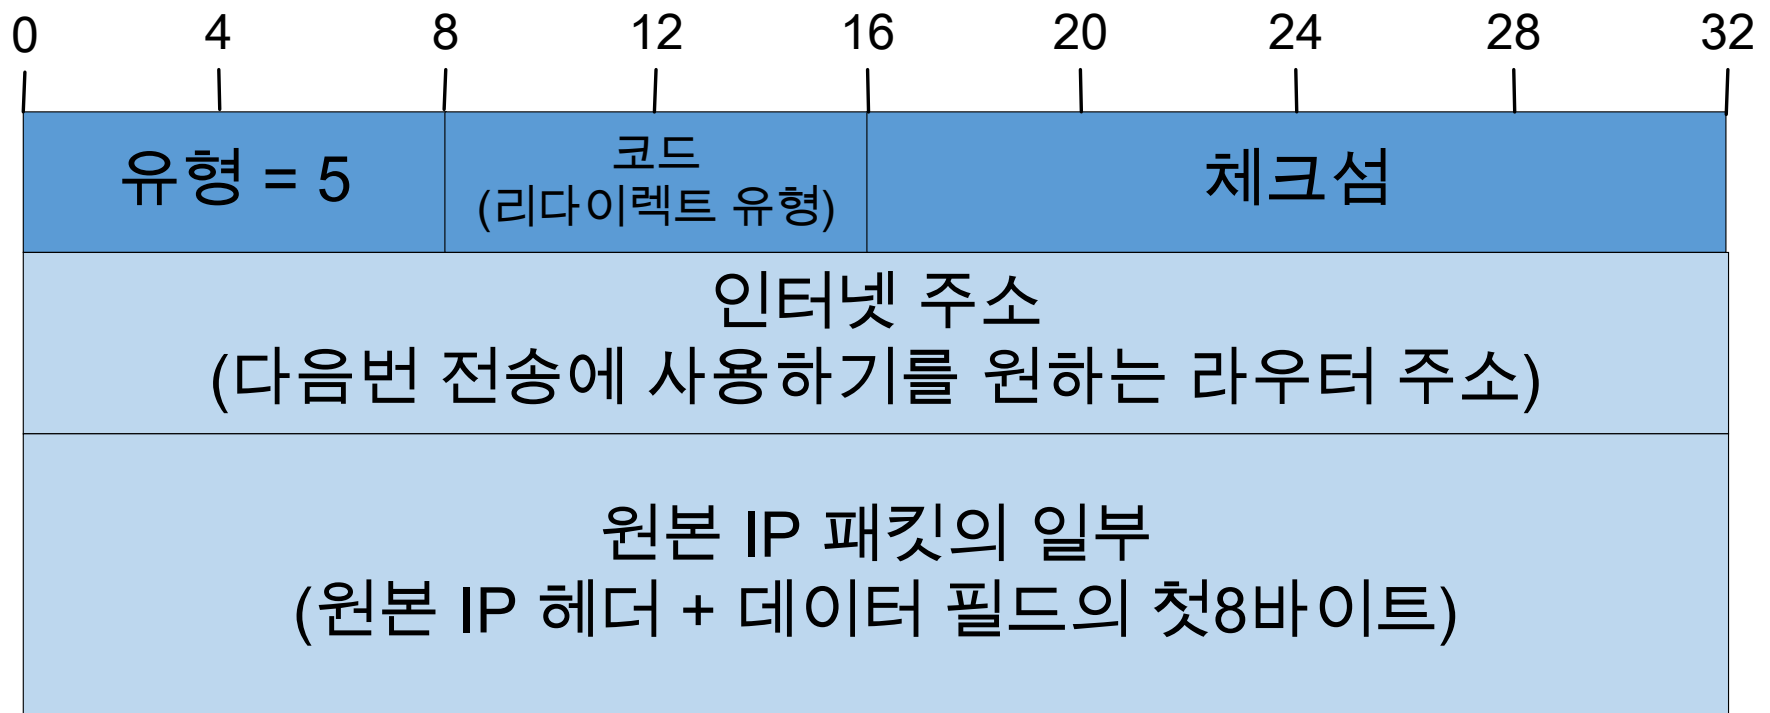 0 4 8 12 16 20 24 28 32
유형 = 5
코드
(리다이렉트 유형)
체크섬
인터넷 주소
(다음번 전송에 사용하기를 원하는 라우터 주소)
원본 IP 패킷의 일부
(원본 IP 헤더 + 데이터 필드의 첫8바이트)